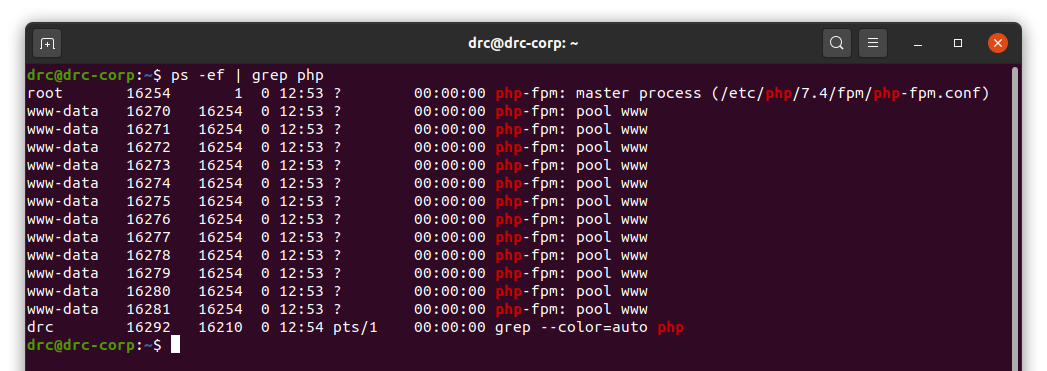 drc@drc-corp: ~
drc@drc-corp:~$ ps -ef | grep php
root       16254       1  0 12:53 ?        00:00:00 php-fpm: master process (/etc/php/7.4/fpm/php-fpm.conf)
www-data   16270   16254  0 12:53 ?        00:00:00 php-fpm: pool www
www-data   16271   16254  0 12:53 ?        00:00:00 php-fpm: pool www
www-data   16272   16254  0 12:53 ?        00:00:00 php-fpm: pool www
www-data   16273   16254  0 12:53 ?        00:00:00 php-fpm: pool www
www-data   16274   16254  0 12:53 ?        00:00:00 php-fpm: pool www
www-data   16275   16254  0 12:53 ?        00:00:00 php-fpm: pool www
www-data   16276   16254  0 12:53 ?        00:00:00 php-fpm: pool www
www-data   16277   16254  0 12:53 ?        00:00:00 php-fpm: pool www
www-data   16278   16254  0 12:53 ?        00:00:00 php-fpm: pool www
www-data   16279   16254  0 12:53 ?        00:00:00 php-fpm: pool www
www-data   16280   16254  0 12:53 ?        00:00:00 php-fpm: pool www
www-data   16281   16254  0 12:53 ?        00:00:00 php-fpm: pool www
drc        16292   16210  0 12:54 pts/1    00:00:00 grep --color=auto php
drc@drc-corp:~$